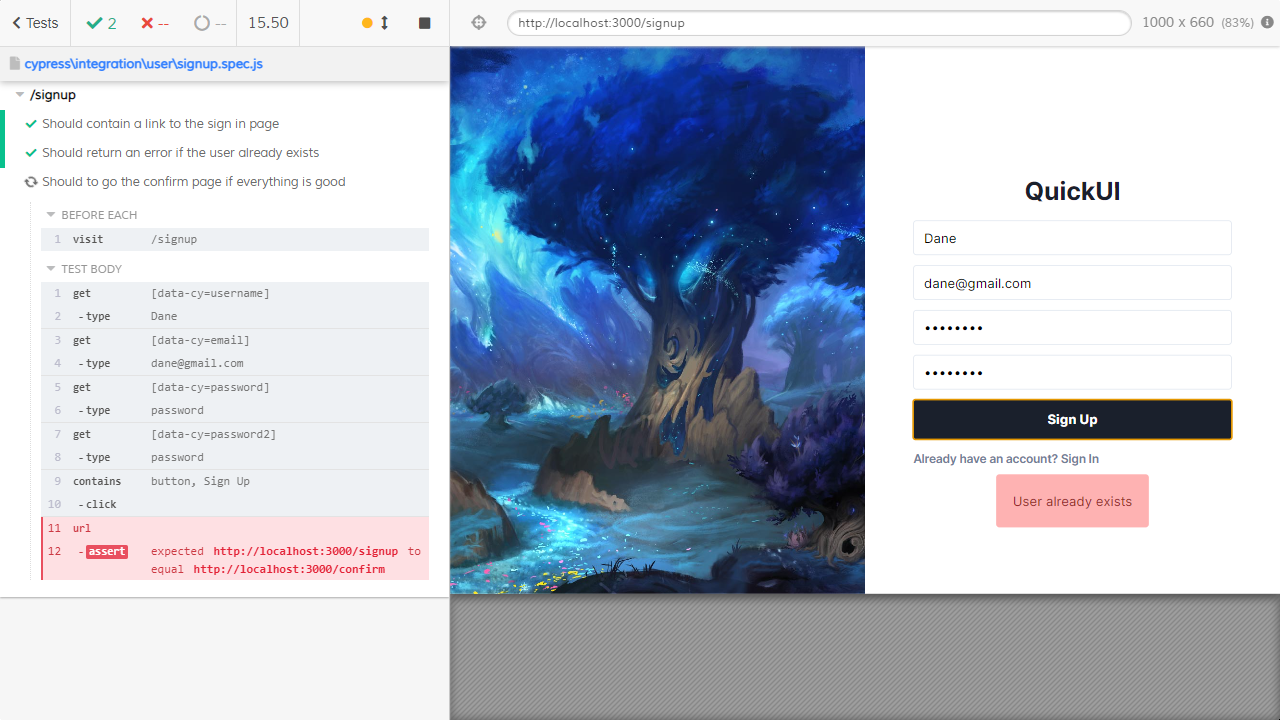 Tests
2
--
--
15.50
http://localhost:3000/signup
1000 x 660 (83%)
cypress\integration\user\signup.spec.js
/signup
Should contain a link to the sign in page
Should return an error if the user already exists
Should to go the confirm page if everything is good
BEFORE EACH
1 visit /signup
TEST BODY
1 get [data-cy=username]
2 -type Dane
3 get [data-cy=email]
4 -type dane@gmail.com
5 get [data-cy=password]
6 -type password
7 get [data-cy=password2]
8 -type password
9 contains button, Sign Up
10 -click
11 url
12 -assert expected http://localhost:3000/signup to
equal http://localhost:3000/confirm
QuickUI
Dane
dane@gmail.com
••••••••
••••••••
Sign Up
Already have an account? Sign In
User already exists